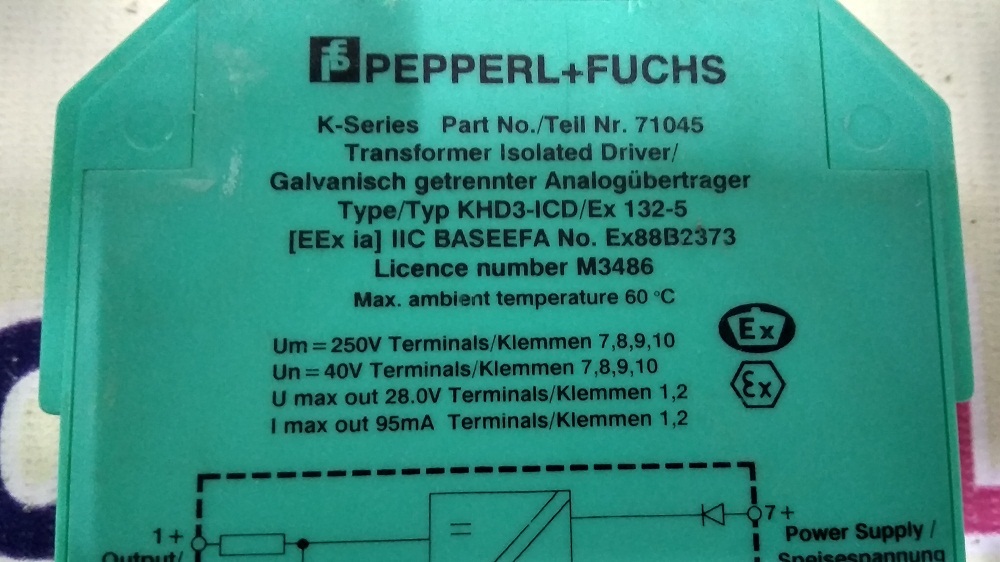 PEPPERL+FUCHS
K-Series Part No./Teil Nr. 71045
Transformer Isolated Driver/
Galvanisch getrennter Analogübertrager
Type/Typ KHD3-ICD/Ex 132-5
[EEx ia] IIC BASEEFA No. Ex88B2373
Licence number M3486
Max. ambient temperature 60 °C
Um = 250V Terminals/Klemmen 7,8,9,10
Un = 40V Terminals/Klemmen 7,8,9,10
U max out 28.0V Terminals/Klemmen 1,2
I max out 95mA Terminals/Klemmen 1,2
Ex
Ex
1 +
Output/
7 +
Power Supply /
Speisespannung